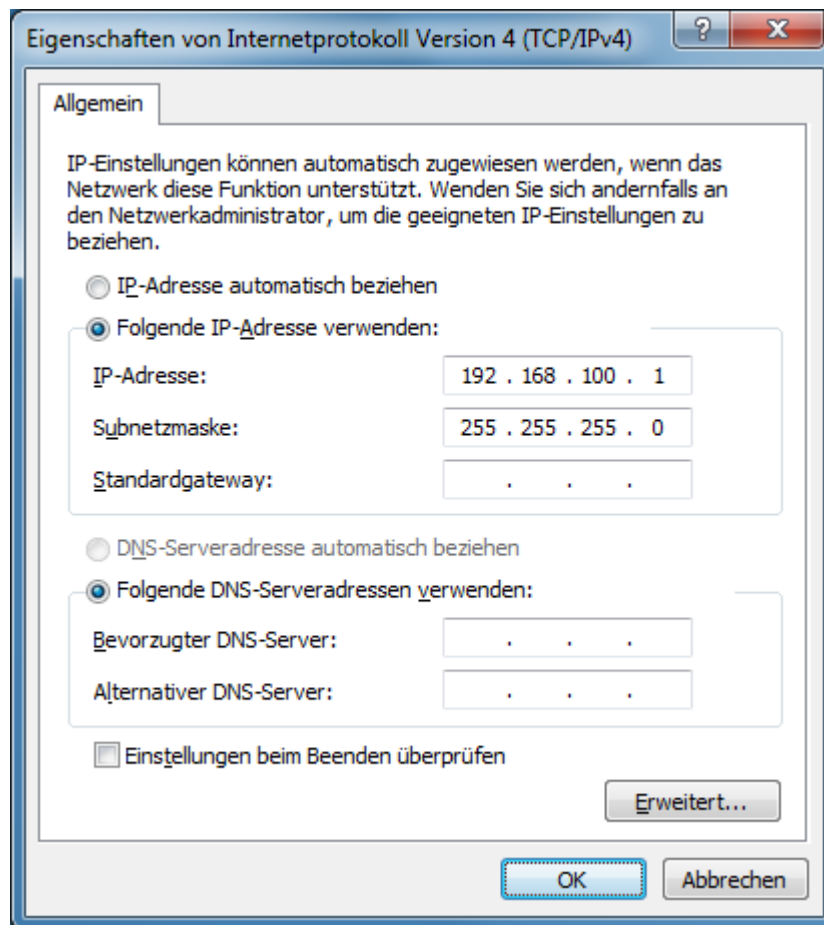 Eigenschaften von Internetprotokoll Version 4 (TCP/IPv4)
Allgemein
IP-Einstellungen können automatisch zugewiesen werden, wenn das
Netzwerk diese Funktion unterstützt. Wenden Sie sich andernfalls an
den Netzwerkadministrator, um die geeigneten IP-Einstellungen zu
beziehen.
IP-Adresse automatisch beziehen
Folgende IP-Adresse verwenden:
IP-Adresse: 192 . 168 . 100 . 1
Subnetzmaske: 255 . 255 . 255 . 0
Standardgateway: . . .
DNS-Serveradresse automatisch beziehen
Folgende DNS-Serveradressen verwenden:
Bevorzugter DNS-Server: . . .
Alternativer DNS-Server: . . .
Einstellungen beim Beenden überprüfen
Erweitert...
OK Abbrechen